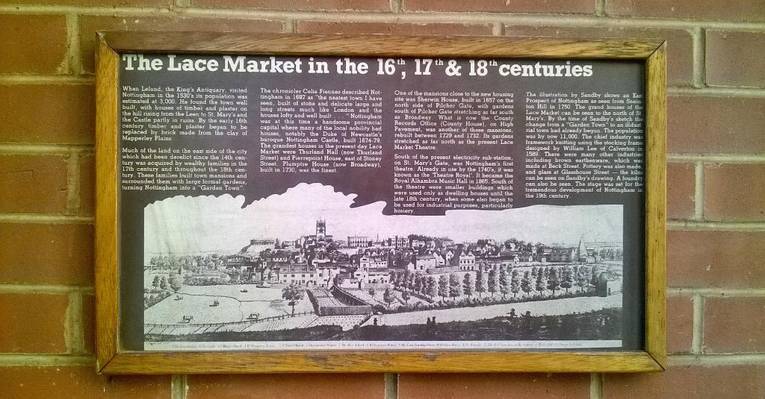 The Lace Market in the 16th, 17th & 18th centuries
When Leland, the King's Antiquary, visited
Nottingham in the 1530's its population was
estimated at 3,000. He found the town well
built, with houses of timber and plaster on
the hill rising from the Leen to St. Mary's and
the Castle partly in ruins. By the early 16th
century timber and plaster began to be
replaced by brick made from the clay of
Mapperley Plains.
Much of the land on the east side of the city
which had been derelict since the 14th cen-
tury was acquired by wealthy families in the
17th century and throughout the 18th cen-
tury. These families built town mansions and
surrounded them with large formal gardens,
turning Nottingham into a "Garden Town".
The chronicler Celia Fiennes described Not-
tingham in 1697 as "the neatest town I have
seen, built of stone and delicate large and
long streets much like London and the
houses lofty and well built . . . " Nottingham
was at this time a handsome provincial
capital where many of the local nobility had
houses, notably the Duke of Newcastle's
baroque Nottingham Castle, built 1674-79.
The grandest houses in the present day Lace
Market were Thurland Hall (now Thurland
Street) and Pierrepont House, east of Stoney
Street. Plumptre House (now Broadway),
built in 1730, was the finest.
One of the mansions close to the new housing
site was Sherwin House, built in 1657 on the
north side of Pilcher Gate, with gardens
south of Pilcher Gate stretching as far south
as Broadway. What is now the County
Records Office (County House), on High
Pavement, was another of these mansions,
rebuilt between 1729 and 1732. Its gardens
stretched as far north as the present Lace
Market Theatre.
South of the present electricity sub-station,
on St. Mary's Gate, was Nottingham's first
theatre. Already in use by the 1740's, it was
known as the 'Theatre Royal'. It became the
Royal Alhambra Music Hall in 1865. South of
the theatre were smaller buildings which
were used only as dwelling houses until the
late 18th century, when some also began to
be used for industrial purposes, particularly
hosiery.
The illustration by Sandby shows an East
Prospect of Nottingham as seen from Sneinton
ton Hill in 1750. The grand houses of the
Lace Market can be seen to the north of St.
Mary's. By the time of Sandby's sketch the
change from a "Garden Town" to an indust-
rial town had already begun. The population
was by now 11,000. The chief industry was
framework knitting using the stocking frame
designed by William Lee of Calverton in
1589. There were many other industries
including brown earthenware, which was
made at Beck Street. Pottery was also made,
and glass at Glasshouse Street — the kilns
can be seen on Sandby's drawing. A foundry
can also be seen. The stage was set for the
tremendous development of Nottingham in
the 19th century.